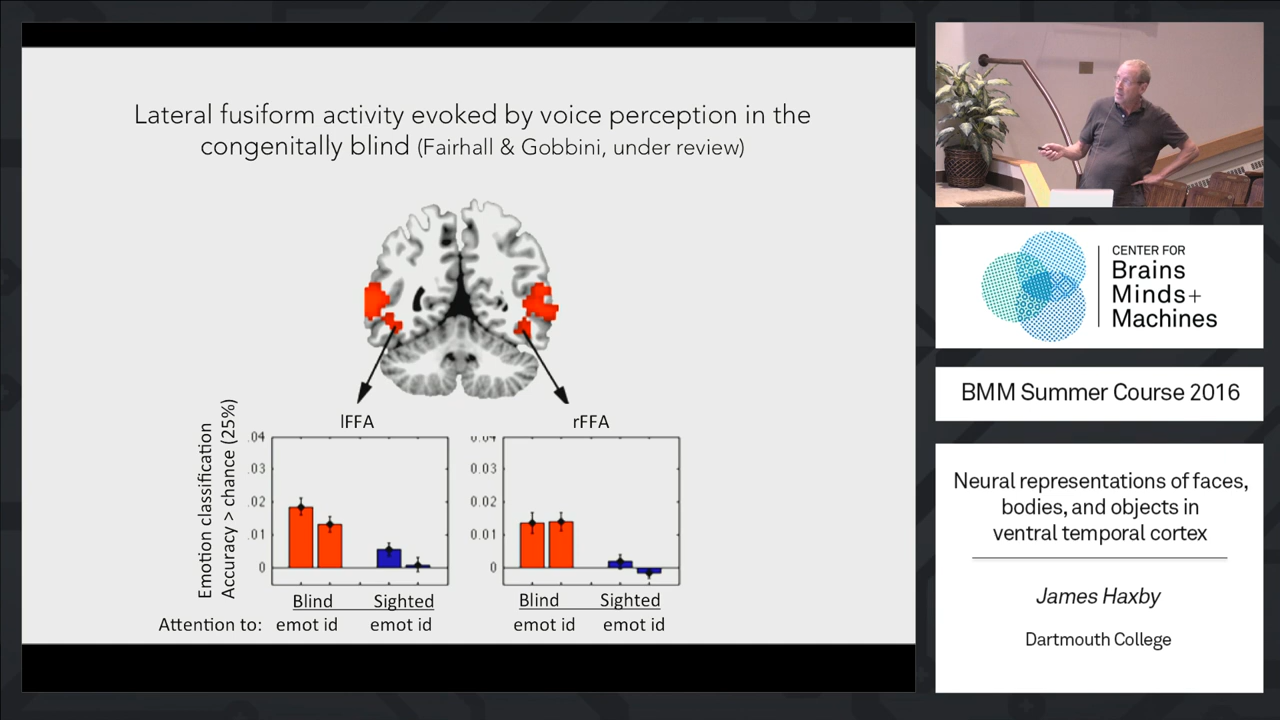 Lateral fusiform activity evoked by voice perception in the
congenitally blind (Fairhall & Gobbini, under review)
lFFA
rFFA
Emotion classification
Accuracy > chance (25%)
.04
.03
.02
.01
0
0.04
0.03
0.02
0.01
0
Blind
Sighted
Blind
Sighted
Attention to: emot id emot id emot id emot id
CENTER FOR
Brains
Minds+
Machines
BMM Summer Course 2016
Neural representations of faces,
bodies, and objects in
ventral temporal cortex
James Haxby
Dartmouth College